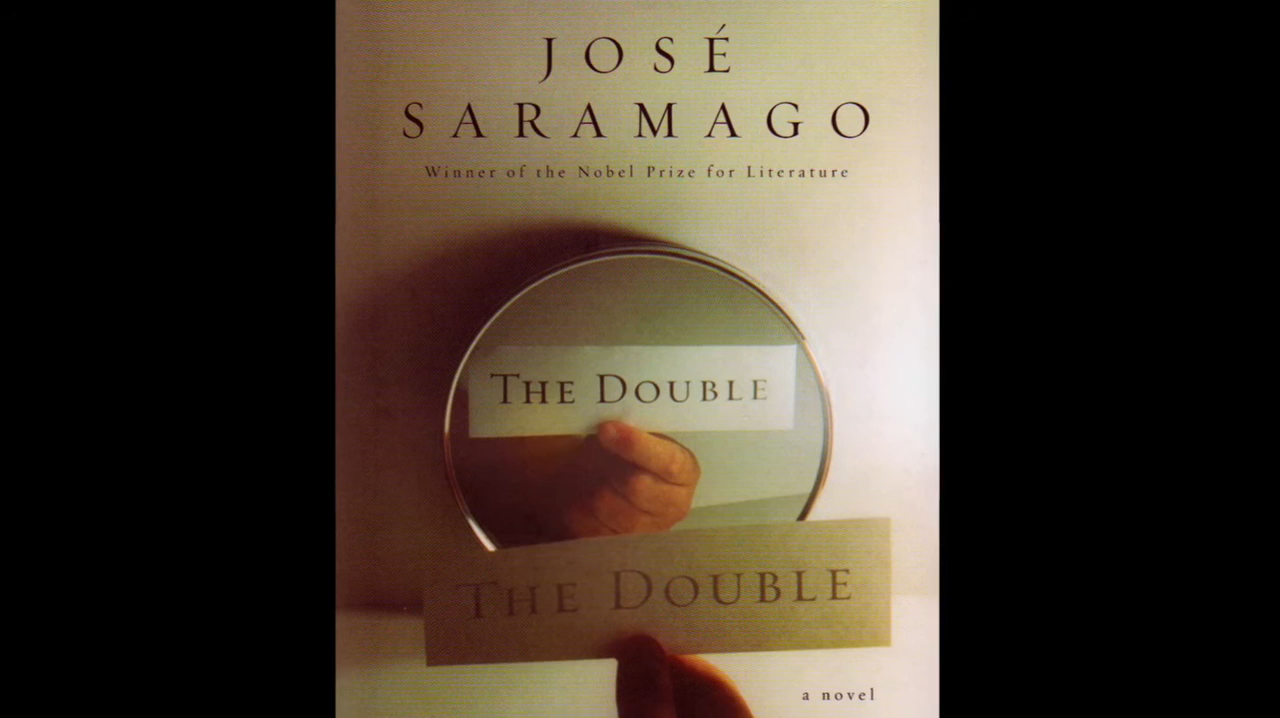 JOSÉ
SARAMAGO
Winner of the Nobel Prize for Literature
THE DOUBLE
THE DOUBLE
a novel